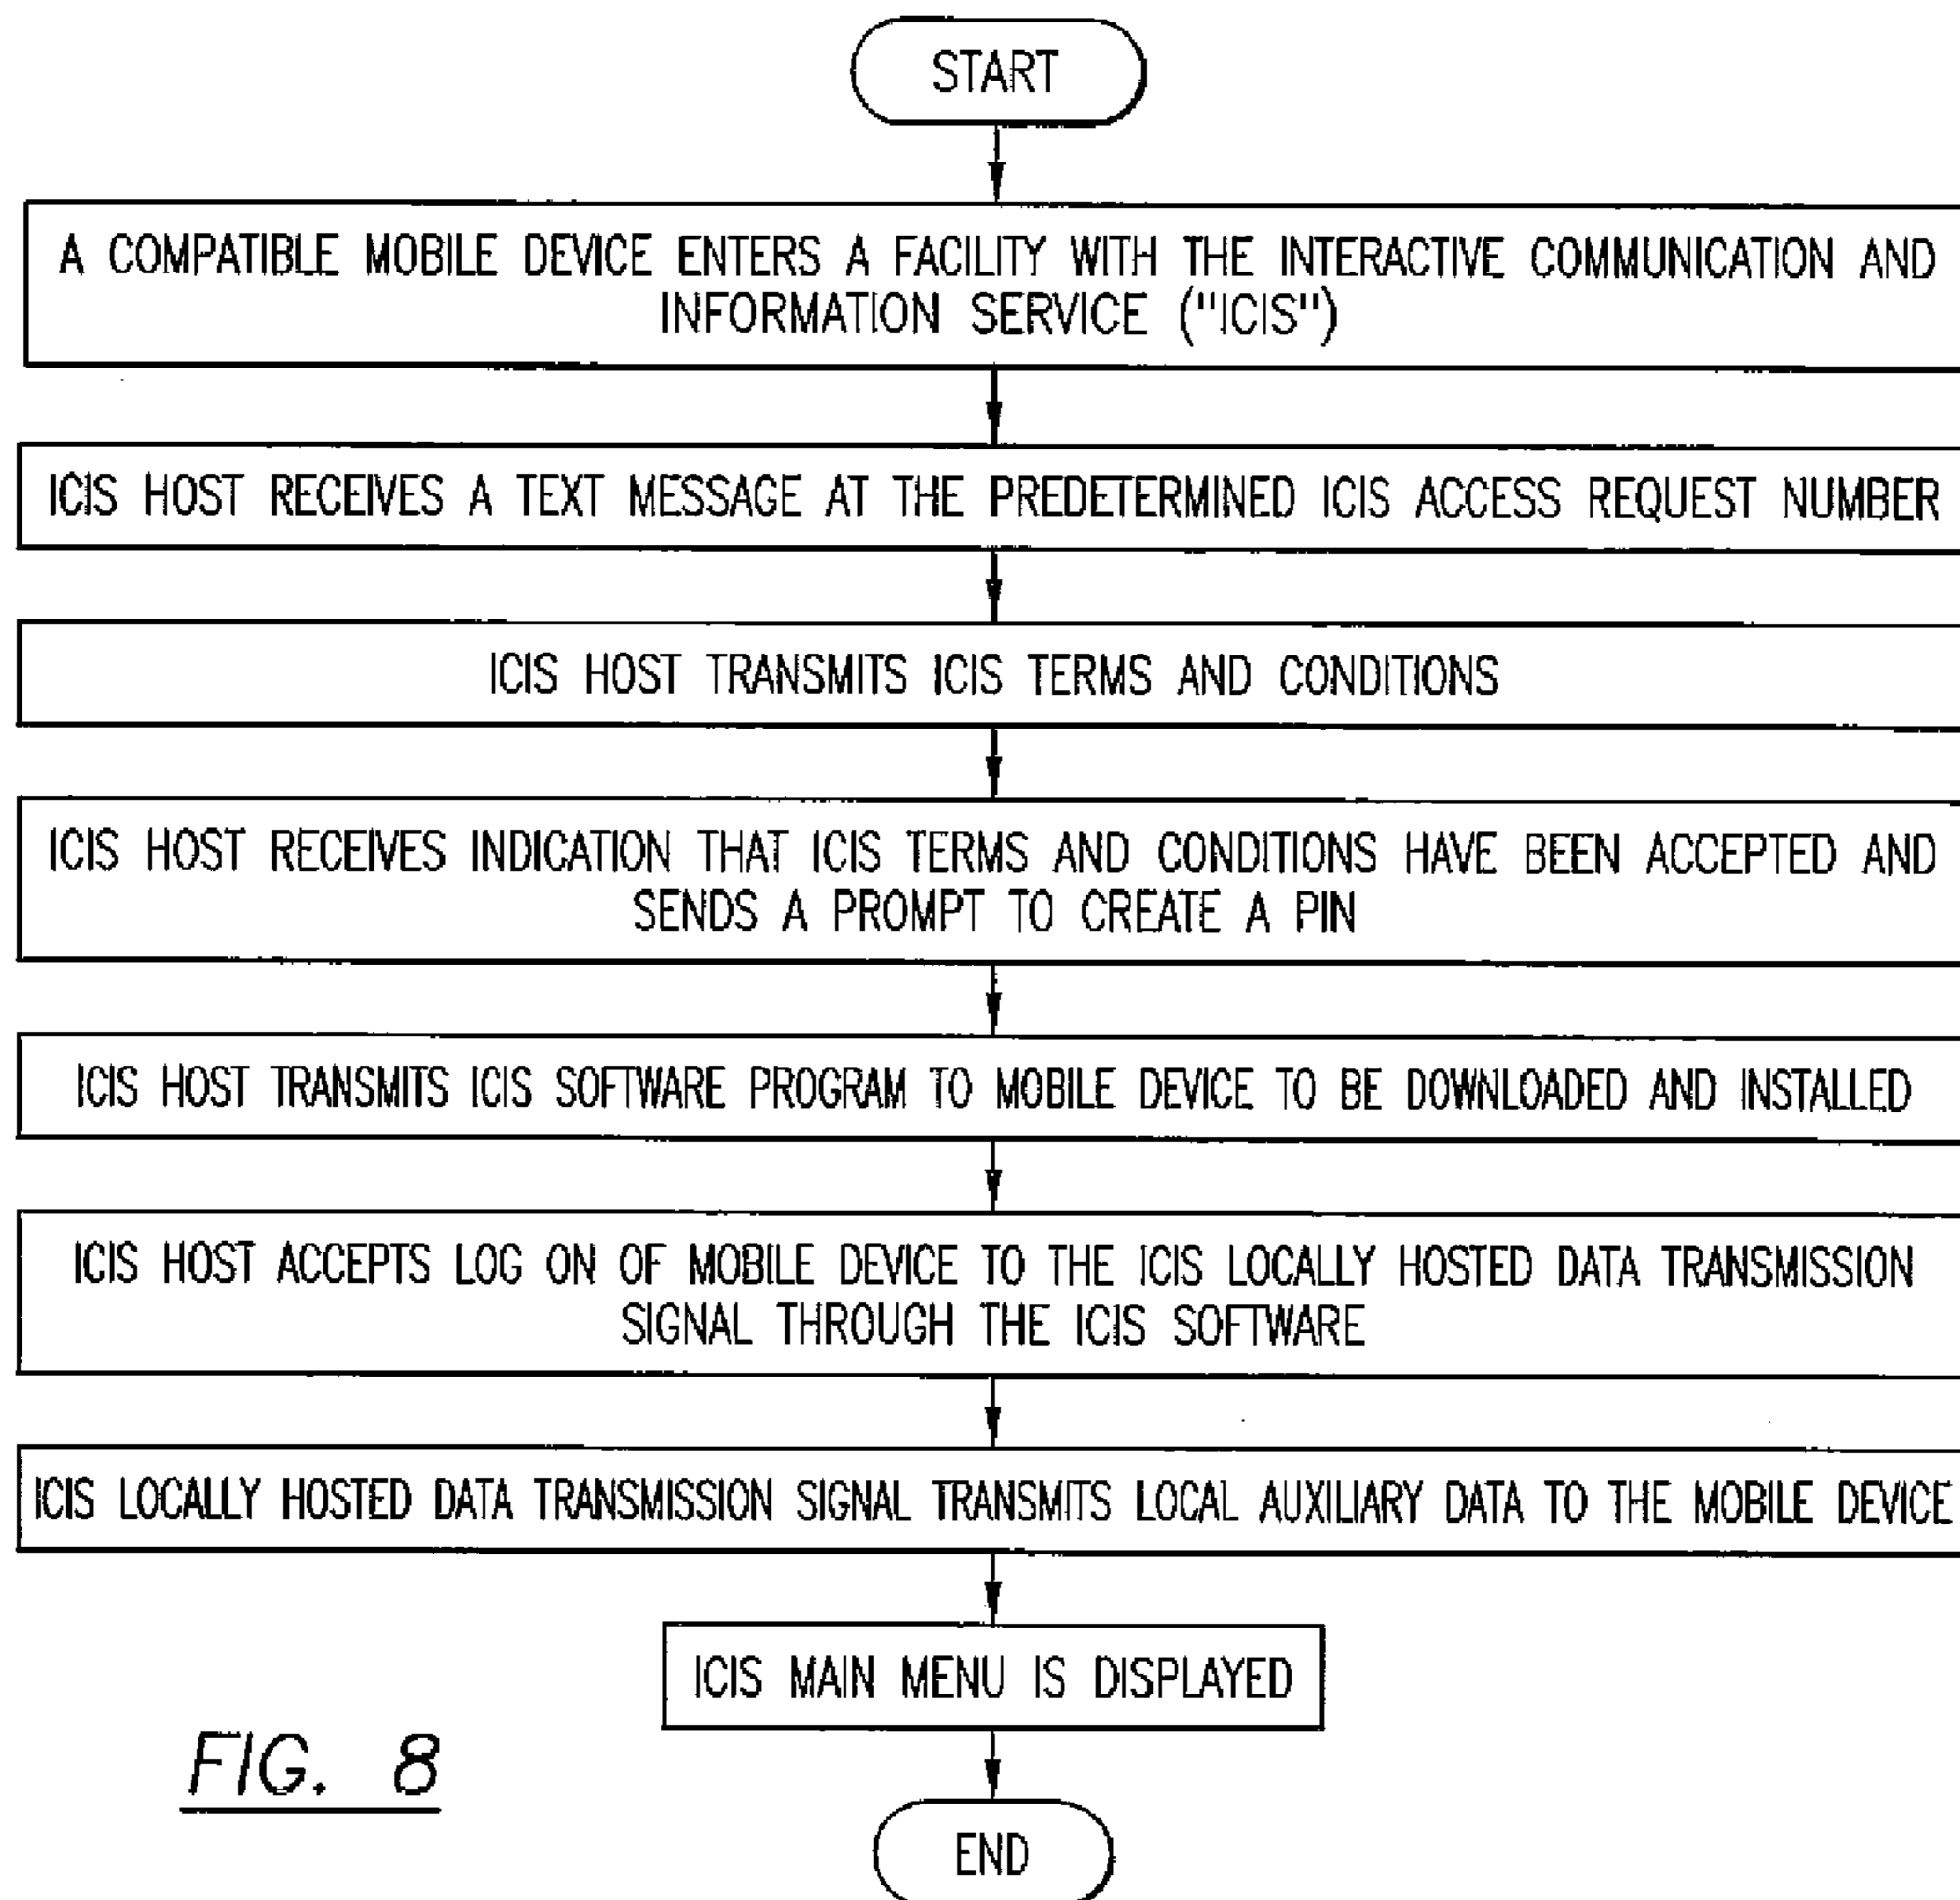 START
A COMPATIBLE MOBILE DEVICE ENTERS A FACILITY WITH THE INTERACTIVE COMMUNICATION AND
INFORMATION SERVICE ("ICIS")
ICIS HOST RECEIVES A TEXT MESSAGE AT THE PREDETERMINED ICIS ACCESS REQUEST NUMBER
ICIS HOST TRANSMITS ICIS TERMS AND CONDITIONS
ICIS HOST RECEIVES INDICATION THAT ICIS TERMS AND CONDITIONS HAVE BEEN ACCEPTED AND
SENDS A PROMPT TO CREATE A PIN
ICIS HOST TRANSMITS ICIS SOFTWARE PROGRAM TO MOBILE DEVICE TO BE DOWNLOADED AND INSTALLED
ICIS HOST ACCEPTS LOG ON OF MOBILE DEVICE TO THE ICIS LOCALLY HOSTED DATA TRANSMISSION
SIGNAL THROUGH THE ICIS SOFTWARE
ICIS LOCALLY HOSTED DATA TRANSMISSION SIGNAL TRANSMITS LOCAL AUXILIARY DATA TO THE MOBILE DEVICE
ICIS MAIN MENU IS DISPLAYED
END
FIG. 8